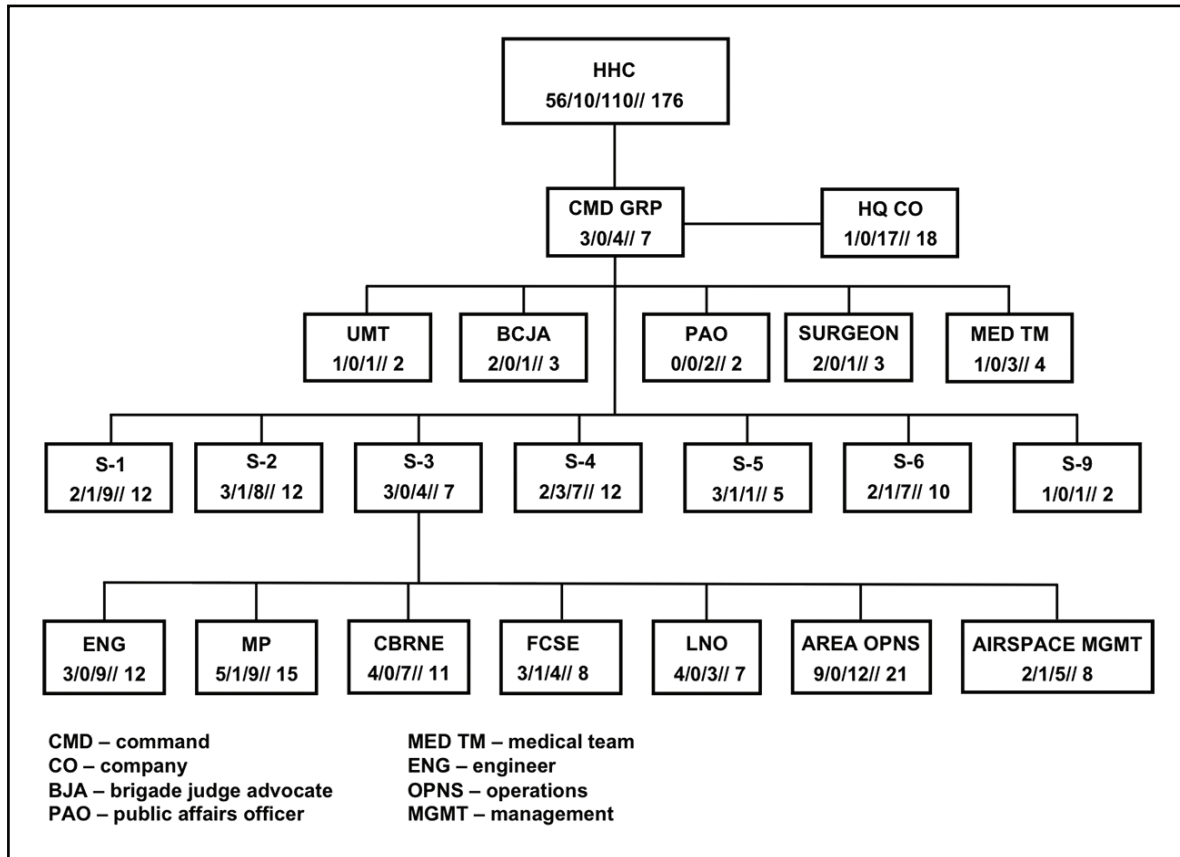 HHC
56/10/110// 176
CMD GRP
3/0/4// 7
HQ CO
1/0/17// 18
UMT
1/0/1// 2
BCJA
2/0/1// 3
PAO
0/0/2// 2
SURGEON
2/0/1// 3
MED TM
1/0/3// 4
S-1
2/1/9// 12
S-2
3/1/8// 12
S-3
3/0/4// 7
S-4
2/3/7// 12
S-5
3/1/1// 5
S-6
2/1/7// 10
S-9
1/0/1// 2
ENG
3/0/9// 12
MP
5/1/9// 15
CBRNE
4/0/7// 11
FCSE
3/1/4// 8
LNO
4/0/3// 7
AREA OPNS
9/0/12// 21
AIRSPACE MGMT
2/1/5// 8
CMD – command
CO – company
BJA – brigade judge advocate
PAO – public affairs officer
MED TM – medical team
ENG – engineer
OPNS – operations
MGMT – management